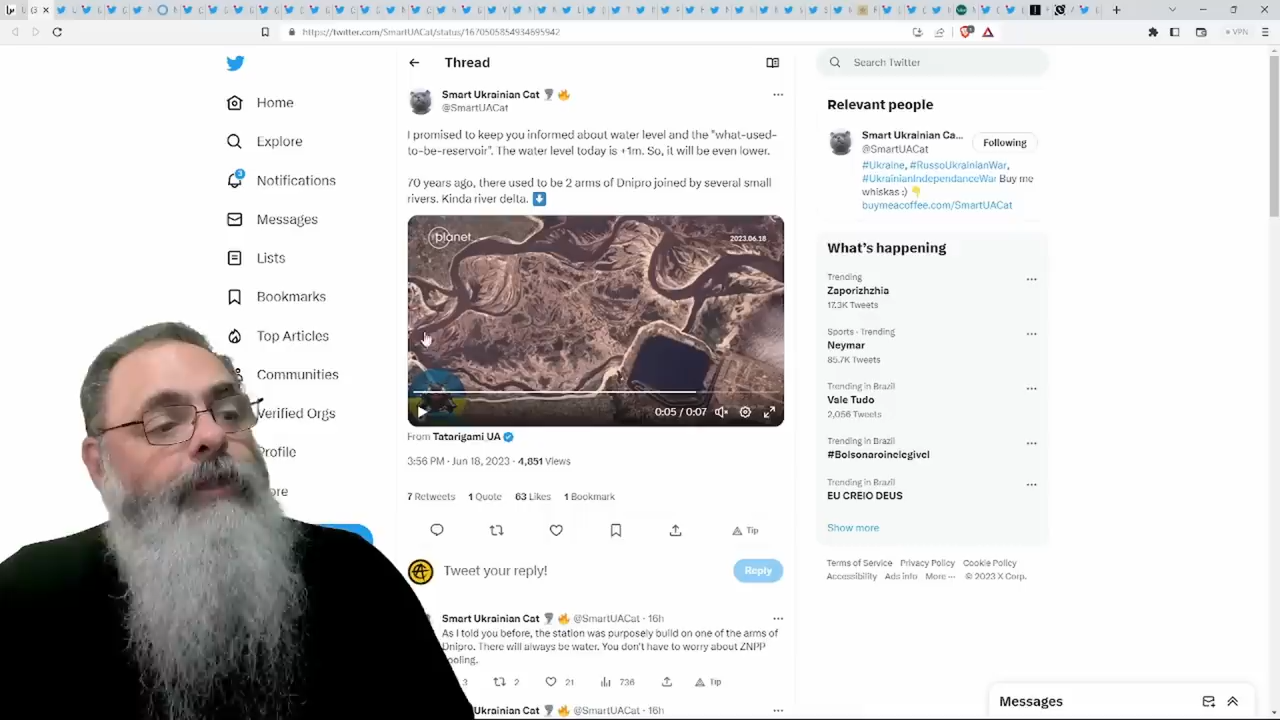 https://twitter.com/SmartUACat/status/1670505854934695942
VPN
Home
Explore
3
Notifications
Messages
Lists
Bookmarks
Top Articles
Communities
Verified Orgs
Thread
Smart Ukrainian Cat
@SmartUACat
I promised to keep you informed about water level and the "what-used-
to-be-reservoir". The water level today is +1m. So, it will be even lower.
70 years ago, there used to be 2 arms of Dnipro joined by several small
rivers. Kinda river delta.
planet.
2023.06.18
0:05 / 0:07
From Tatarigami UA
3:56 PM · Jun 18, 2023 · 4,851 Views
7 Retweets 1 Quote 63 Likes 1 Bookmark
Tip
Tweet your reply!
Reply
Smart Ukrainian Cat @SmartUACat · 16h
As I told you before, the station was purposely build on one of the arms of
Dnipro. There will always be water. You don't have to worry about ZNPP
3 2 21 736 Tip
Ukrainian Cat @SmartUACat · 16h
Search Twitter
Relevant people
Smart Ukrainian Ca...
@SmartUACat
Following
#Ukraine, #RussoUkrainianWar,
#UkrainianIndependanceWar Buy me
whiskas :)
buymeacoffee.com/SmartUACat
What's happening
Trending
Zaporizhzhia
17.3K Tweets
Sports · Trending
Neymar
85.7K Tweets
Trending in Brazil
Vale Tudo
2,056 Tweets
Trending in Brazil
#Bolsonaroinelegivel
Trending in Brazil
EU CREIO DEUS
Show more
Terms of Service Privacy Policy Cookie Policy
Accessibility Ads info More ··· © 2023 X Corp.
Messages